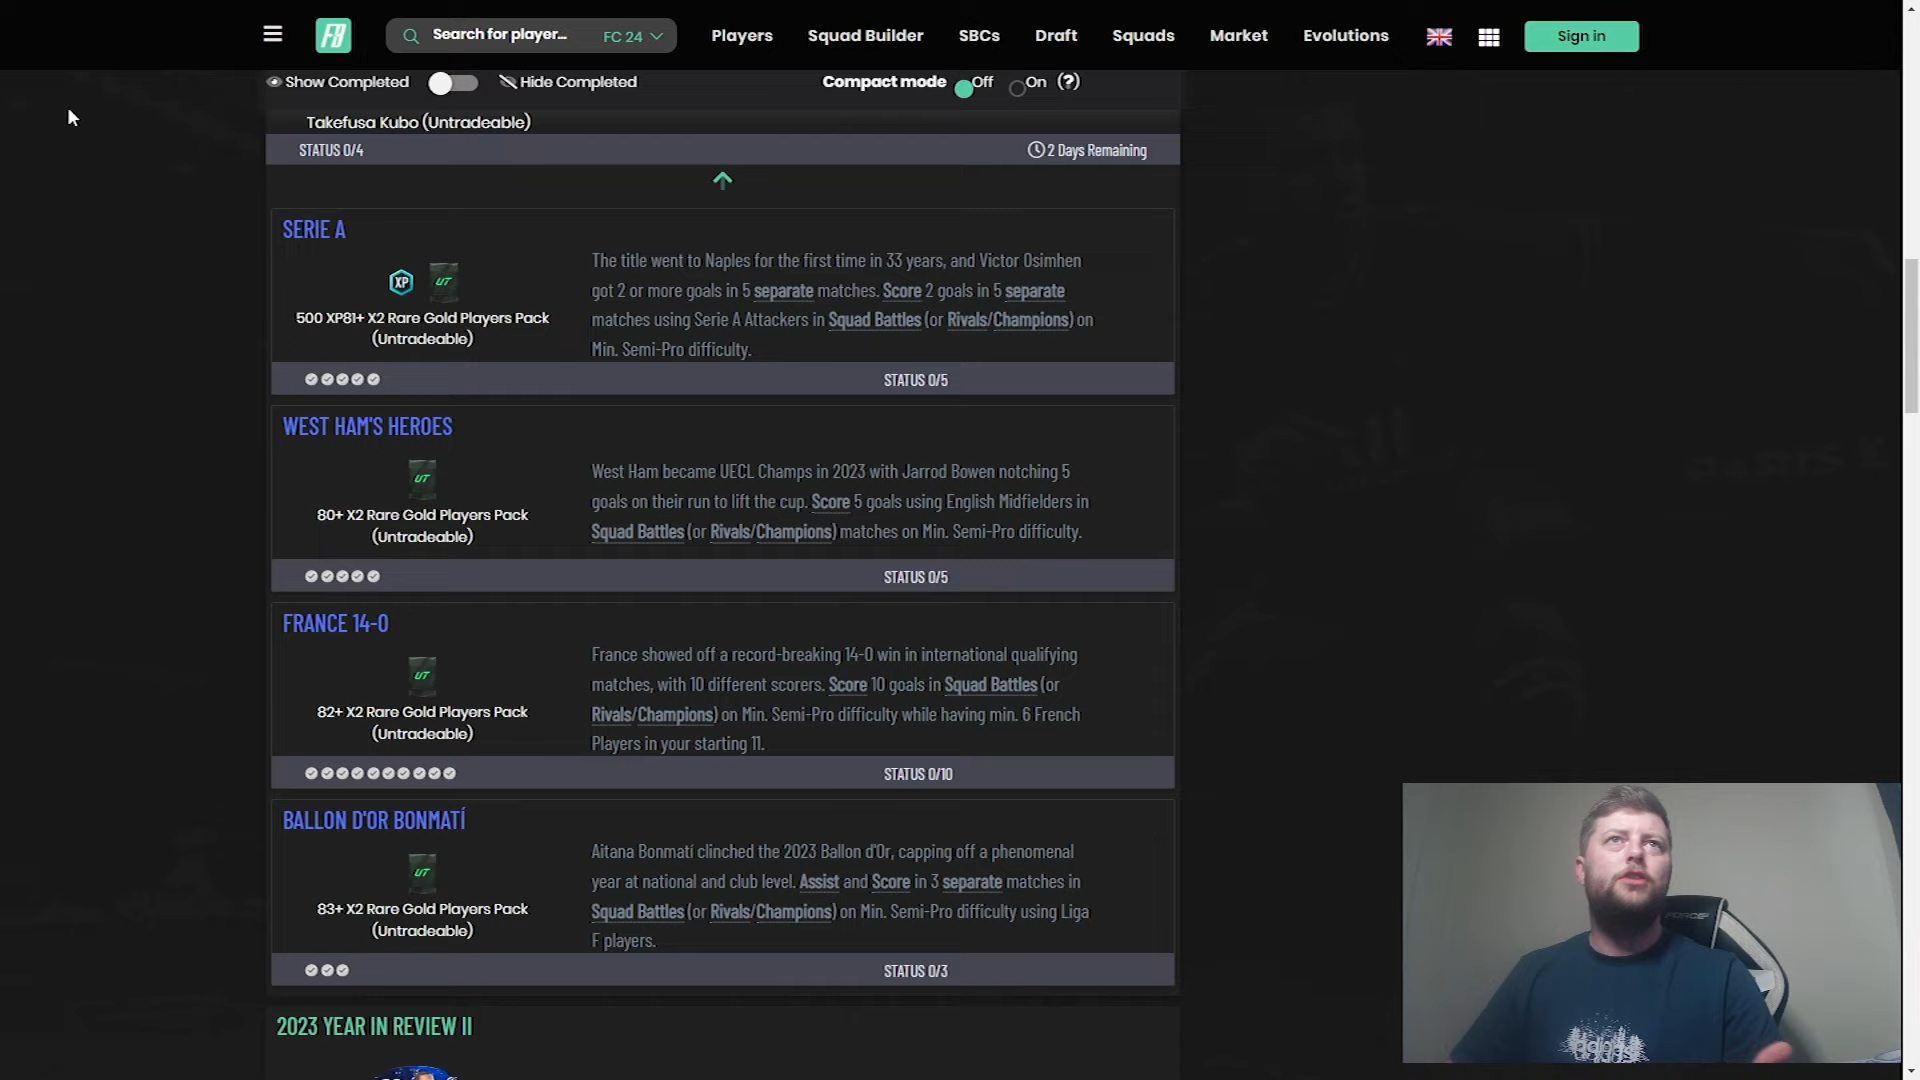 F8
Search for player...
FC 24
Players
Squad Builder
SBCs
Draft
Squads
Market
Evolutions
Sign in
Show Completed
Hide Completed
Compact mode
Off
On
(?)
Takefusa Kubo (Untradeable)
STATUS 0/4
2 Days Remaining
SERIE A
XP
UT
500 XP81+ X2 Rare Gold Players Pack
(Untradeable)
The title went to Naples for the first time in 33 years, and Victor Osimhen
got 2 or more goals in 5 separate matches. Score 2 goals in 5 separate
matches using Serie A Attackers in Squad Battles (or Rivals/Champions) on
Min. Semi-Pro difficulty.
STATUS 0/5
WEST HAM'S HEROES
UT
80+ X2 Rare Gold Players Pack
(Untradeable)
West Ham became UECL Champs in 2023 with Jarrod Bowen notching 5
goals on their run to lift the cup. Score 5 goals using English Midfielders in
Squad Battles (or Rivals/Champions) matches on Min. Semi-Pro difficulty.
STATUS 0/5
FRANCE 14-0
UT
82+ X2 Rare Gold Players Pack
(Untradeable)
France showed off a record-breaking 14-0 win in international qualifying
matches, with 10 different scorers. Score 10 goals in Squad Battles (or
Rivals/Champions) on Min. Semi-Pro difficulty while having min. 6 French
Players in your starting 11.
STATUS 0/10
BALLON D'OR BONMATÍ
UT
83+ X2 Rare Gold Players Pack
(Untradeable)
Aitana Bonmatí clinched the 2023 Ballon d'Or, capping off a phenomenal
year at national and club level. Assist and Score in 3 separate matches in
Squad Battles (or Rivals/Champions) on Min. Semi-Pro difficulty using Liga
F players.
STATUS 0/3
2023 YEAR IN REVIEW II